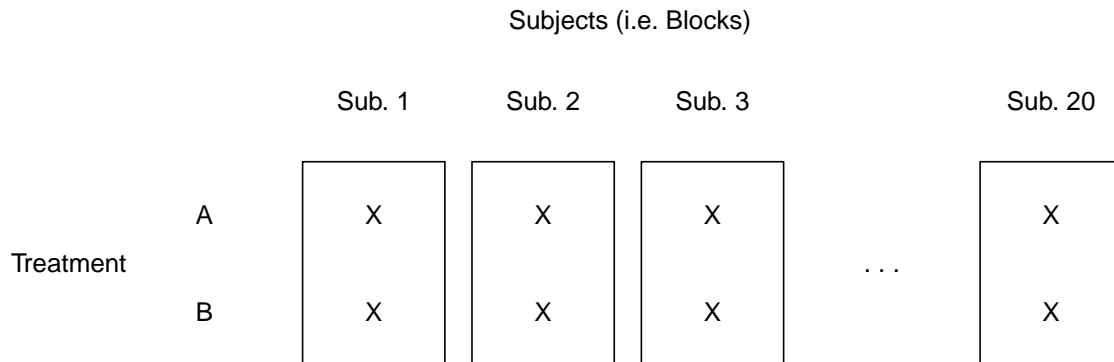 Subjects (i.e. Blocks)
Sub. 1 Sub. 2 Sub. 3 Sub. 20
A X X X X
Treatment . . .
B X X X X